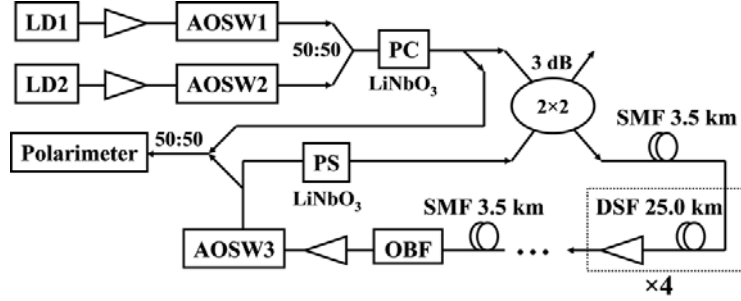 LD1
AOSW1
50:50
PC
LiNbO3
LD2
AOSW2
3 dB
2×2
SMF 3.5 km
Polarimeter
50:50
PS
LiNbO3
DSF 25.0 km
×4
SMF 3.5 km
OBF
AOSW3
...